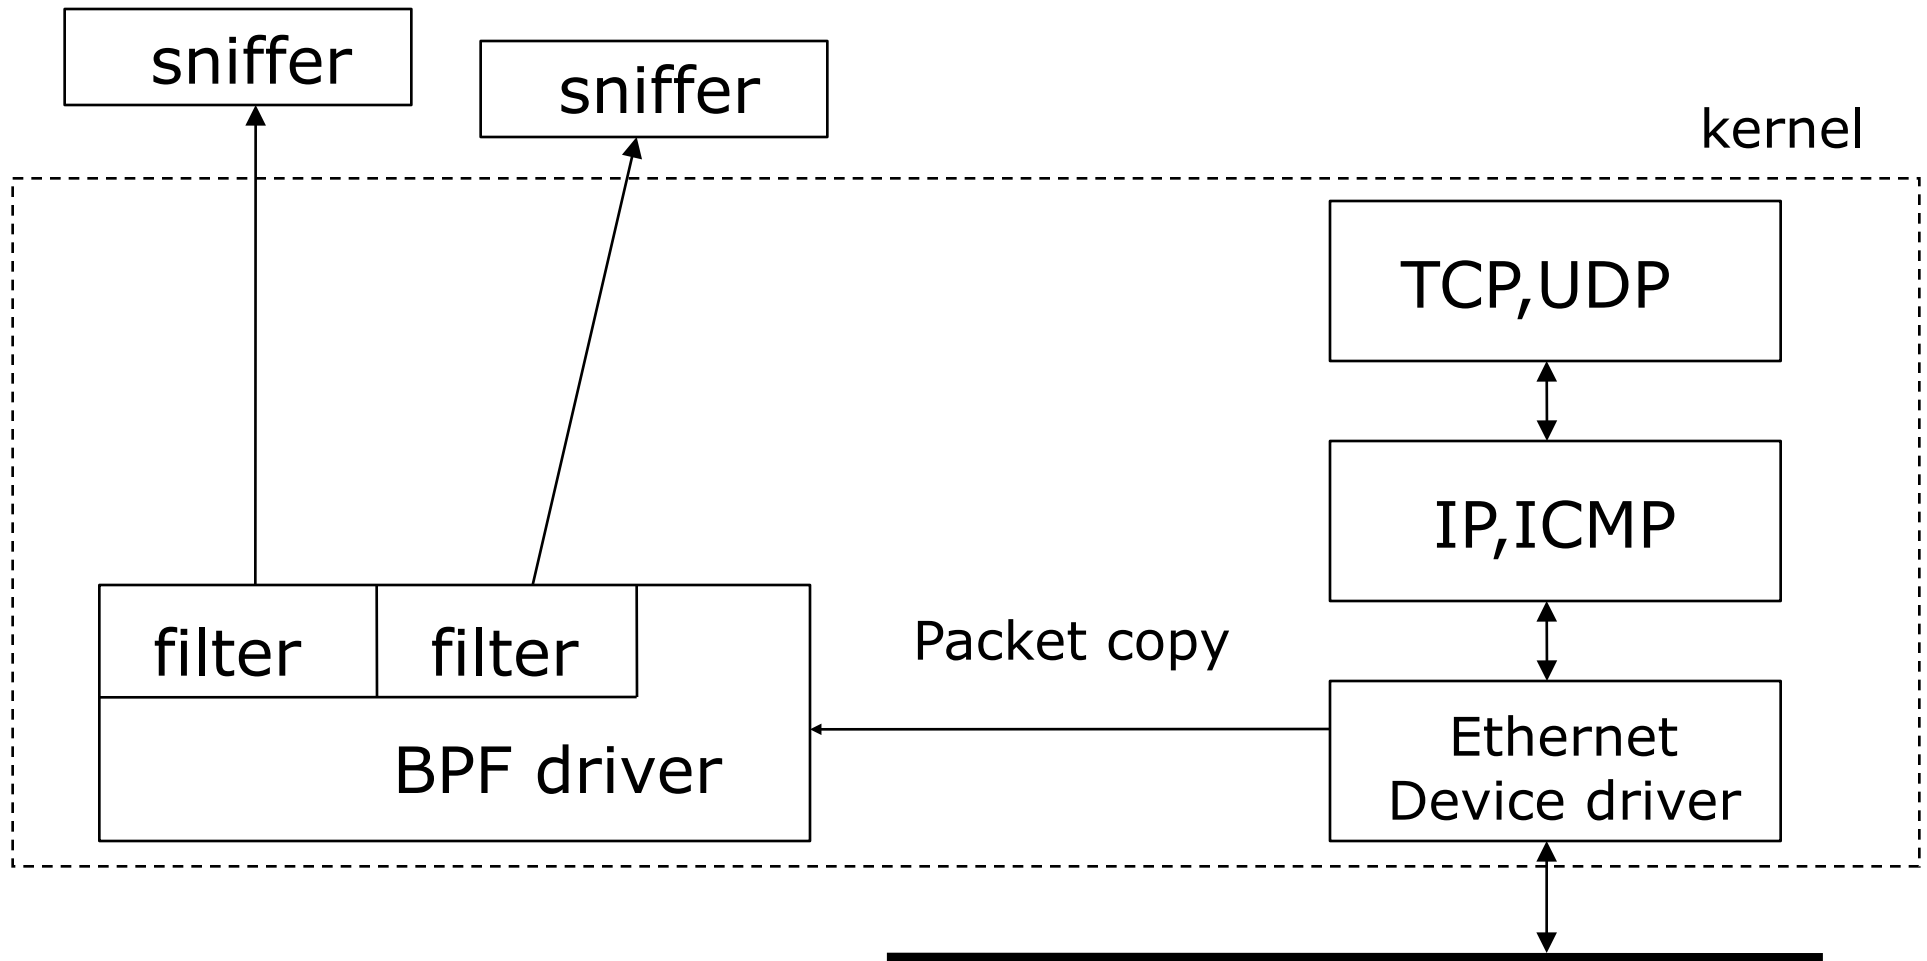 sniffer
sniffer
kernel
TCP,UDP
IP,ICMP
filter
filter
Packet copy
BPF driver
Ethernet
Device driver